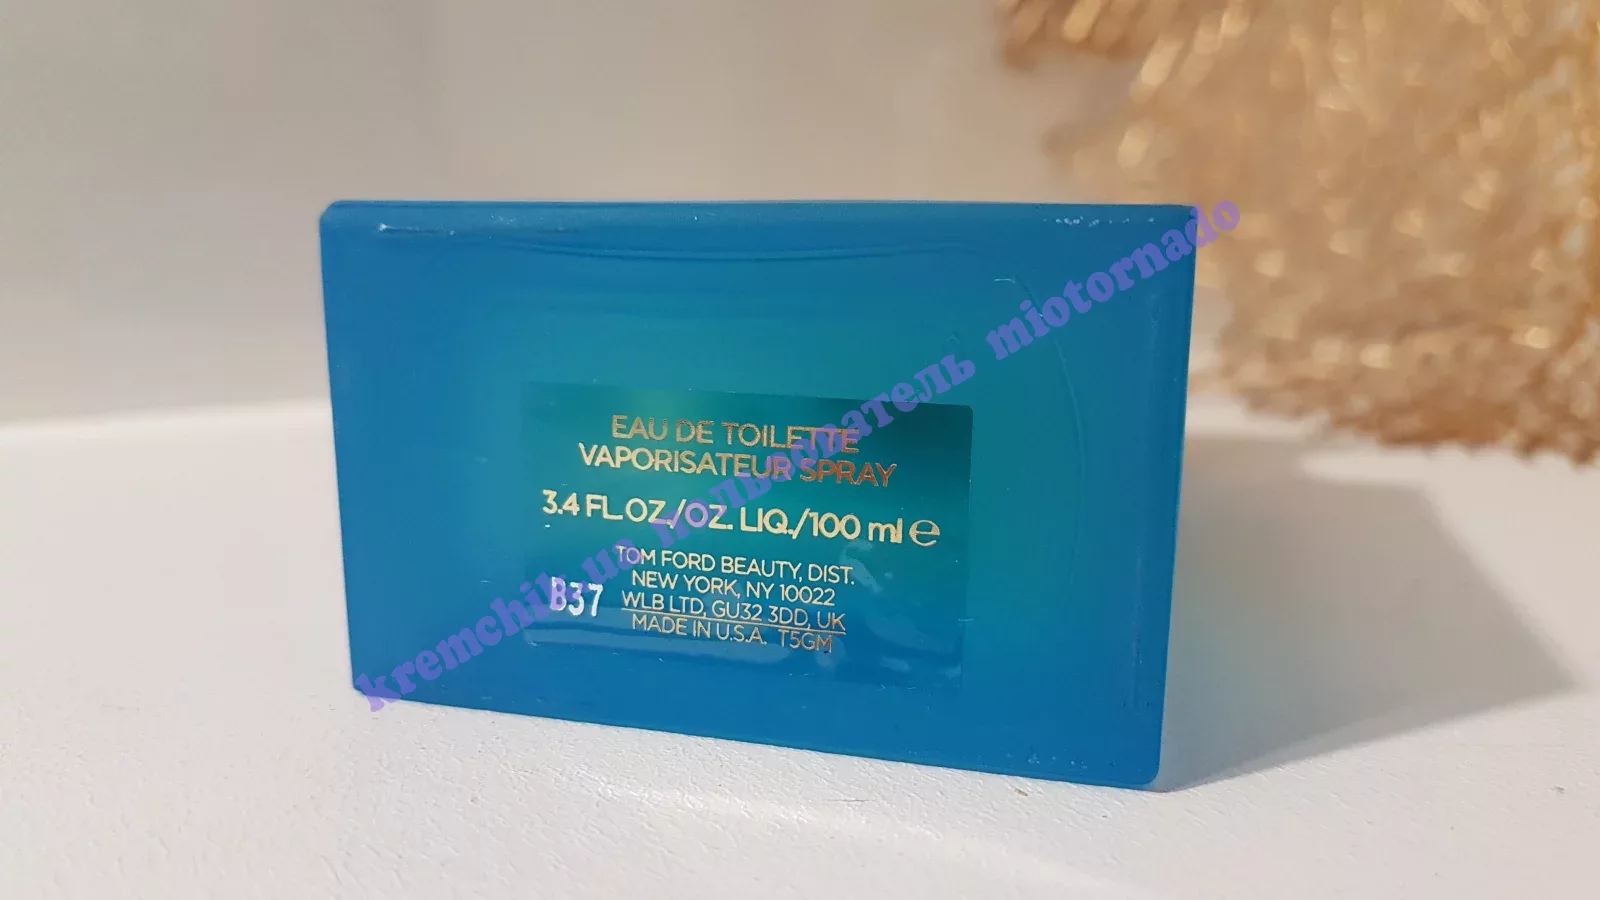 EAU DE TOILETTE
VAPORISATEUR SPRAY
3.4 FL.OZ./OZ. LIQ./100 ml ℮
TOM FORD BEAUTY, DIST.
NEW YORK, NY 10022
WLB LTD, GU32 3DD, UK
MADE IN U.S.A. T5GM
B37
kremchik.ua пользователь miotornado